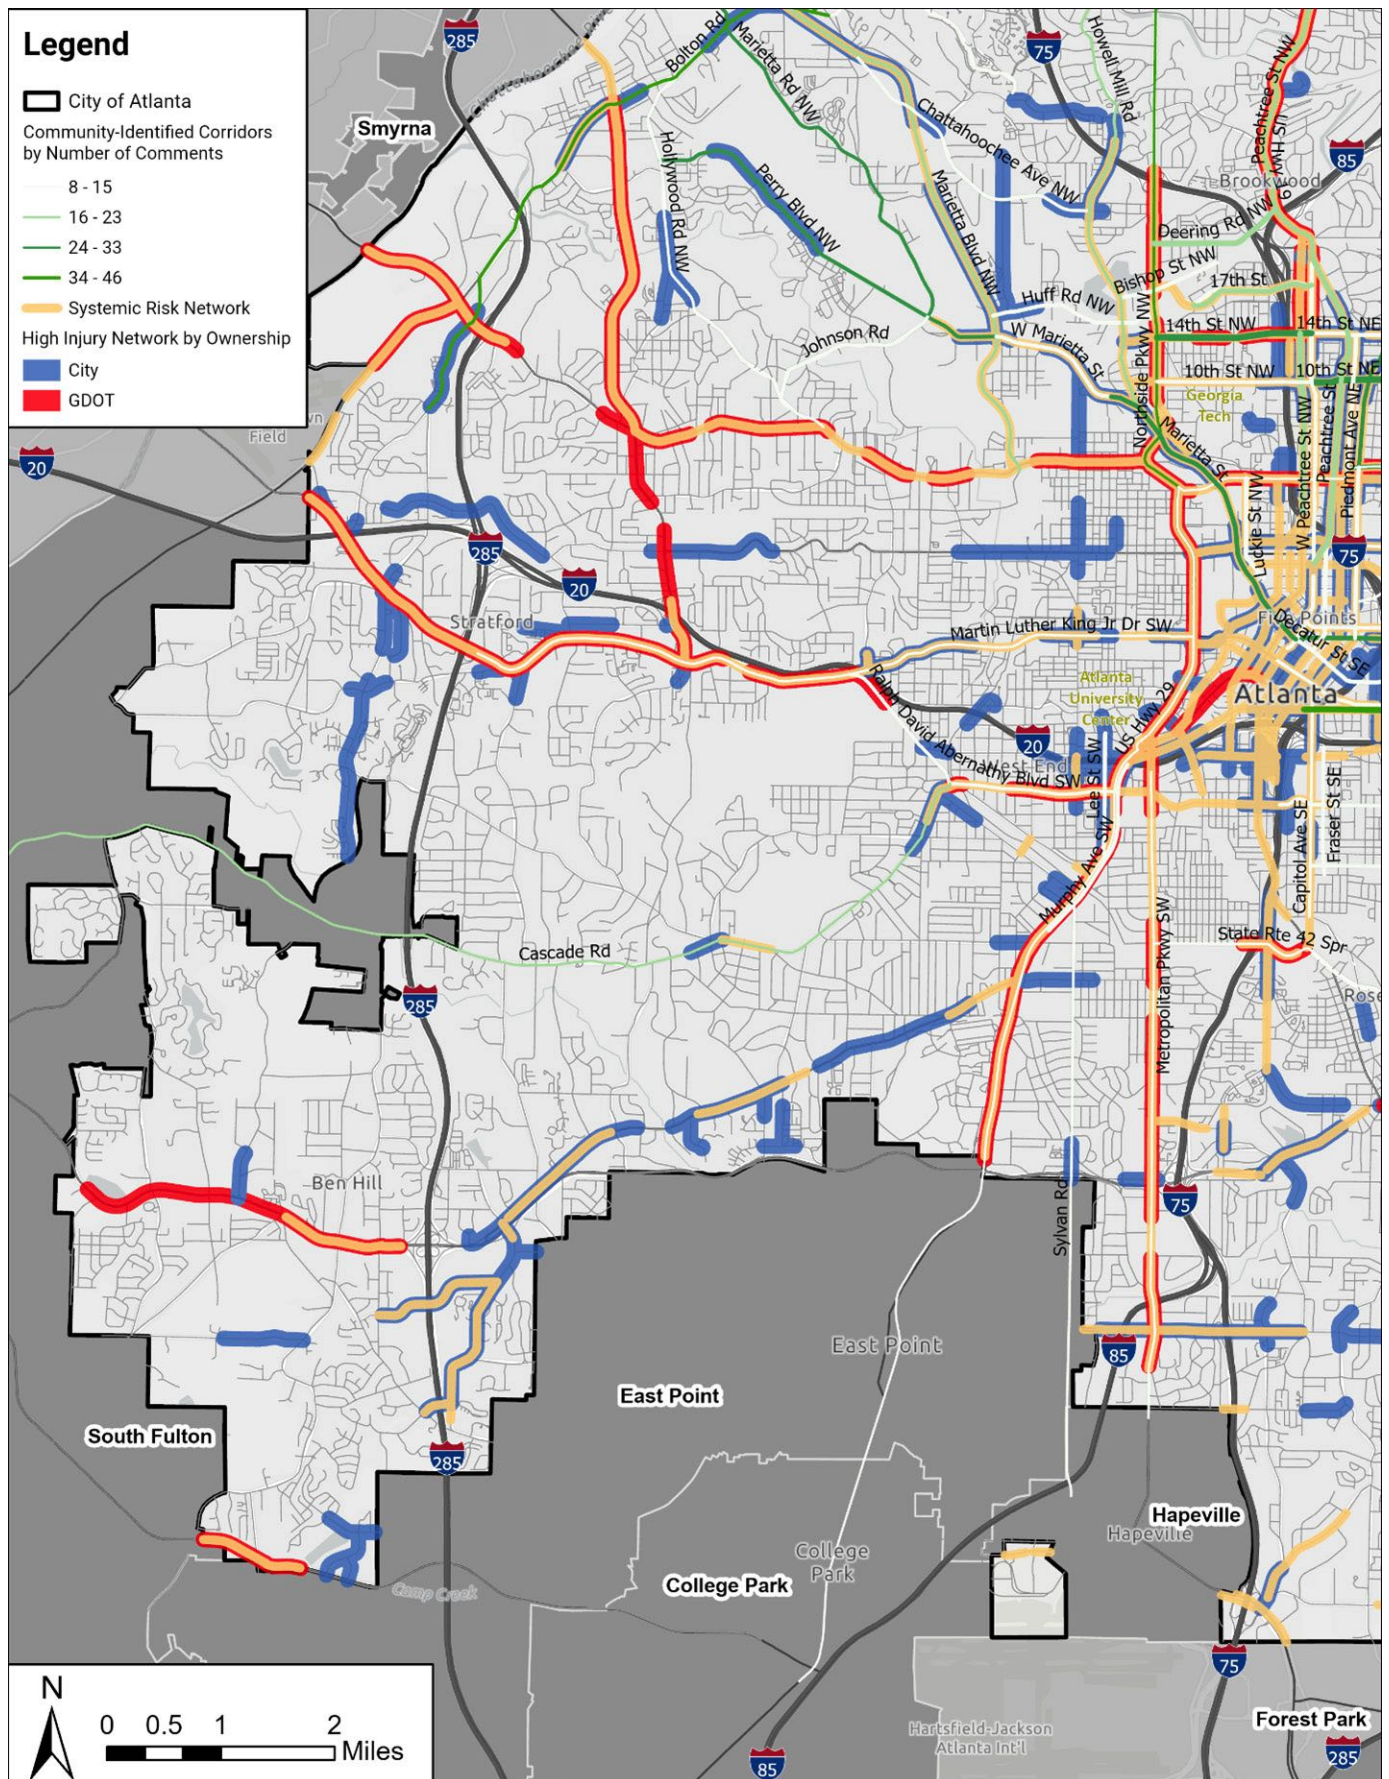 Legend
City of Atlanta
Community-Identified Corridors
by Number of Comments
8 - 15
16 - 23
24 - 33
34 - 46
Systemic Risk Network
High Injury Network by Ownership
City
GDOT
285
Smyrna
Bolton Rd
Marietta Rd NW
75
Howell Mill Rd
Peachtree St NW
US Hwy 19
85
Brookwood
Chattahoochee Ave NW
Hollywood Rd NW
Perry Blvd NW
Marietta Blvd NW
Deering Rd NW
Bishop St NW
17th St
Huff Rd NW
14th St NW
14th St NE
Johnson Rd
W Marietta St
10th St NW
10th St NE
Northside Pkwy NW
Georgia
Tech
Field
20
Marietta St
Luckie St NW
W Peachtree St NW
Peachtree St
Piedmont Ave NE
285
20
75
Stratford
Martin Luther King Jr Dr SW
Points
Decatur St SE
Atlanta
University
Center
Atlanta
Ralph David Abernathy Blvd SW
20
US Hwy 29
West End
Lee St SW
Murphy Ave SW
Capitol Ave SE
Fraser St SE
State Rte 42 Spr
Metropolitan Pkwy SW
Cascade Rd
285
Rose
Ben Hill
Sylvan Rd
75
East Point
85
East Point
South Fulton
285
Hapeville
Hapeville
College
Park
College Park
Camp Creek
75
Forest Park
Hartsfield-Jackson
Atlanta Int'l
285
85
N
0 0.5 1 2
Miles